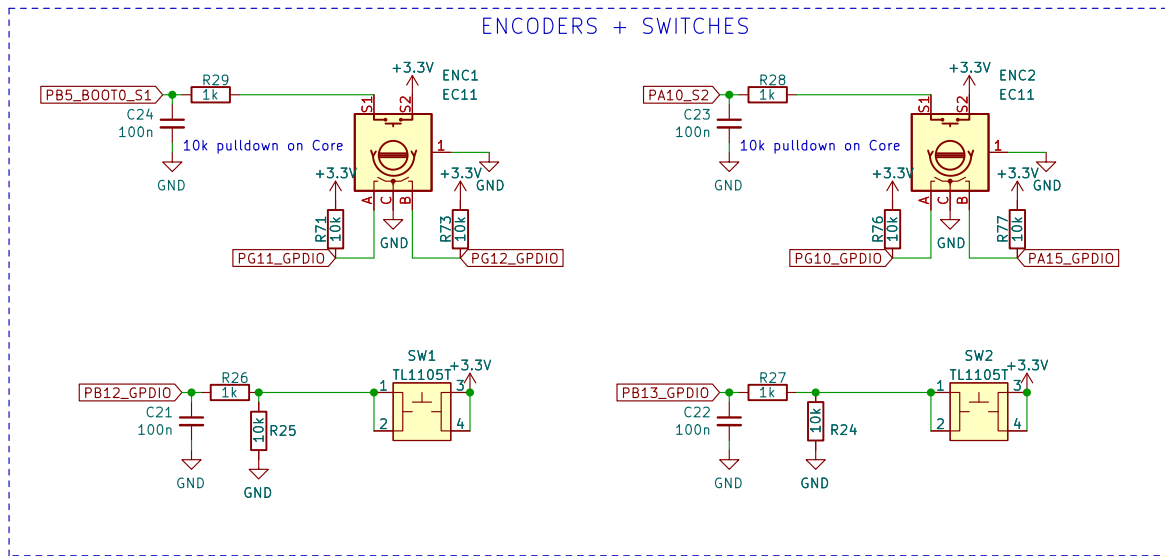 ENCODERS + SWITCHES
PB5_BOOT0_S1
R29
1k
C24
100n
GND
10k pulldown on Core
+3.3V
ENC1
EC11
S1
S2
1
GND
A
C
B
GND
+3.3V
R71
10k
PG11_GPDIO
+3.3V
R73
10k
PG12_GPDIO
PA10_S2
R28
1k
C23
100n
GND
10k pulldown on Core
+3.3V
ENC2
EC11
S1
S2
1
GND
A
C
B
GND
+3.3V
R76
10k
PG10_GPDIO
+3.3V
R77
10k
PA15_GPDIO
PB12_GPDIO
R26
1k
C21
100n
GND
10k
R25
GND
SW1
TL1105T
+3.3V
1
2
3
4
PB13_GPDIO
R27
1k
C22
100n
GND
10k
R24
GND
SW2
TL1105T
+3.3V
1
2
3
4